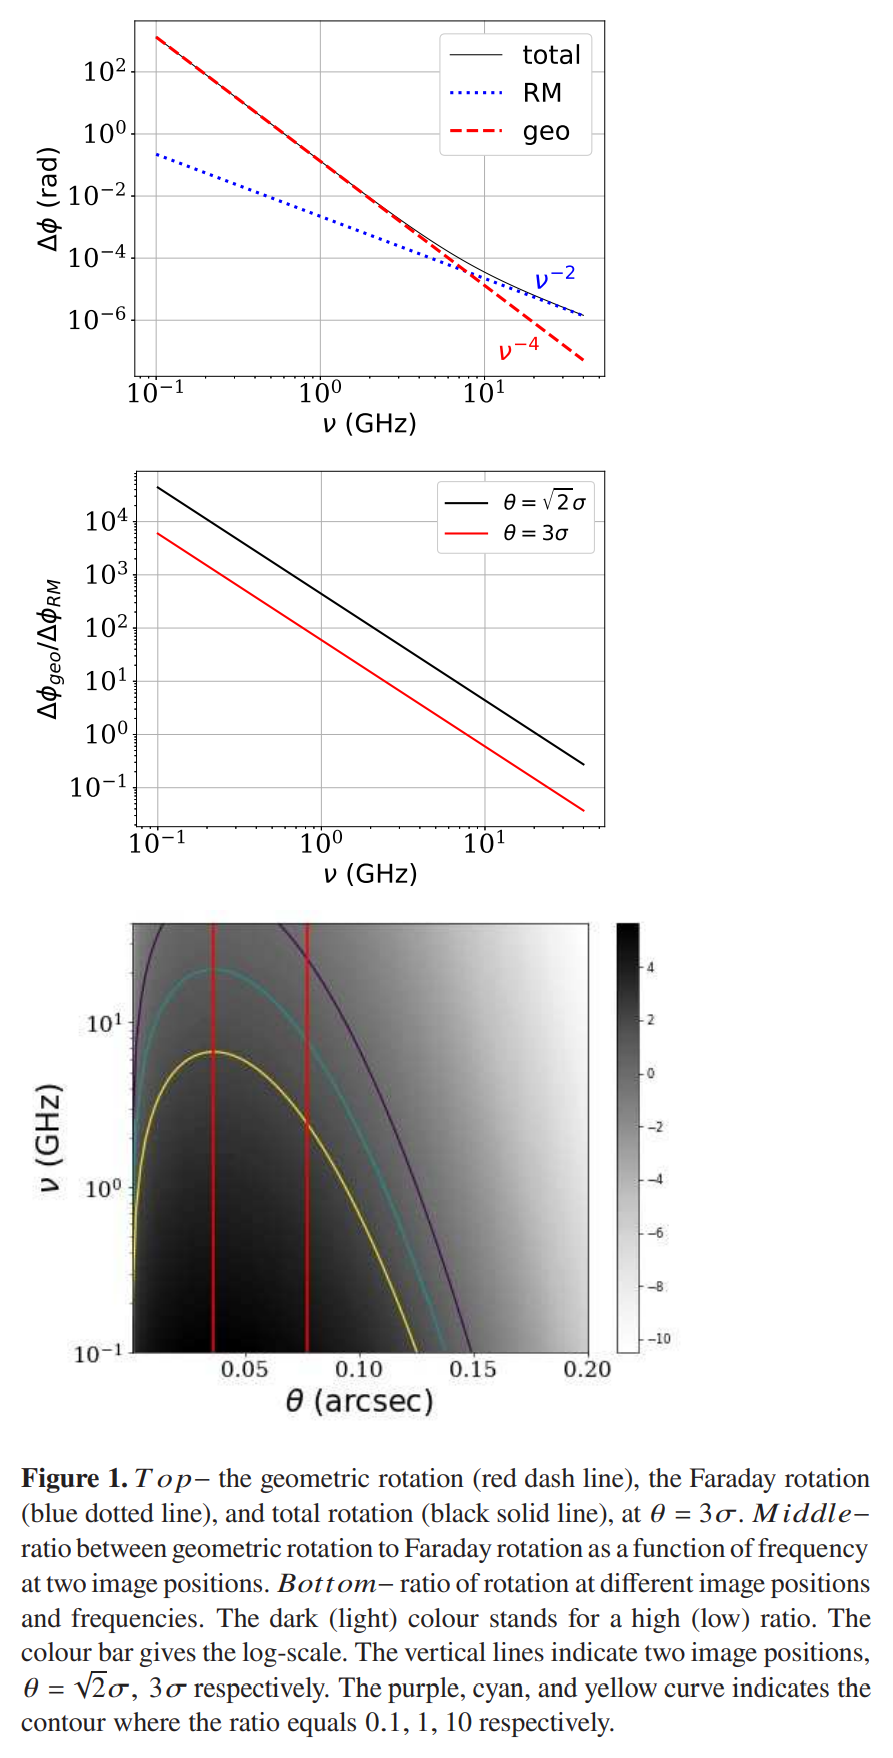 total
RM
geo
10²
10⁰
10⁻²
10⁻⁴
10⁻⁶
Δϕ (rad)
ν⁻²
ν⁻⁴
10⁻¹ 10⁰ 10¹
ν (GHz)
θ = √2σ
θ = 3σ
10⁴
10³
10²
10¹
10⁰
10⁻¹
Δϕ_geo/Δϕ_RM
10⁻¹ 10⁰ 10¹
ν (GHz)
10¹
10⁰
10⁻¹
ν (GHz)
4
2
0
−2
−4
−6
−8
−10
0.05 0.10 0.15 0.20
θ (arcsec)
Figure 1. Top– the geometric rotation (red dash line), the Faraday rotation
(blue dotted line), and total rotation (black solid line), at θ = 3σ. Middle–
ratio between geometric rotation to Faraday rotation as a function of frequency
at two image positions. Bottom– ratio of rotation at different image positions
and frequencies. The dark (light) colour stands for a high (low) ratio. The
colour bar gives the log-scale. The vertical lines indicate two image positions,
θ = √2σ, 3σ respectively. The purple, cyan, and yellow curve indicates the
contour where the ratio equals 0.1, 1, 10 respectively.